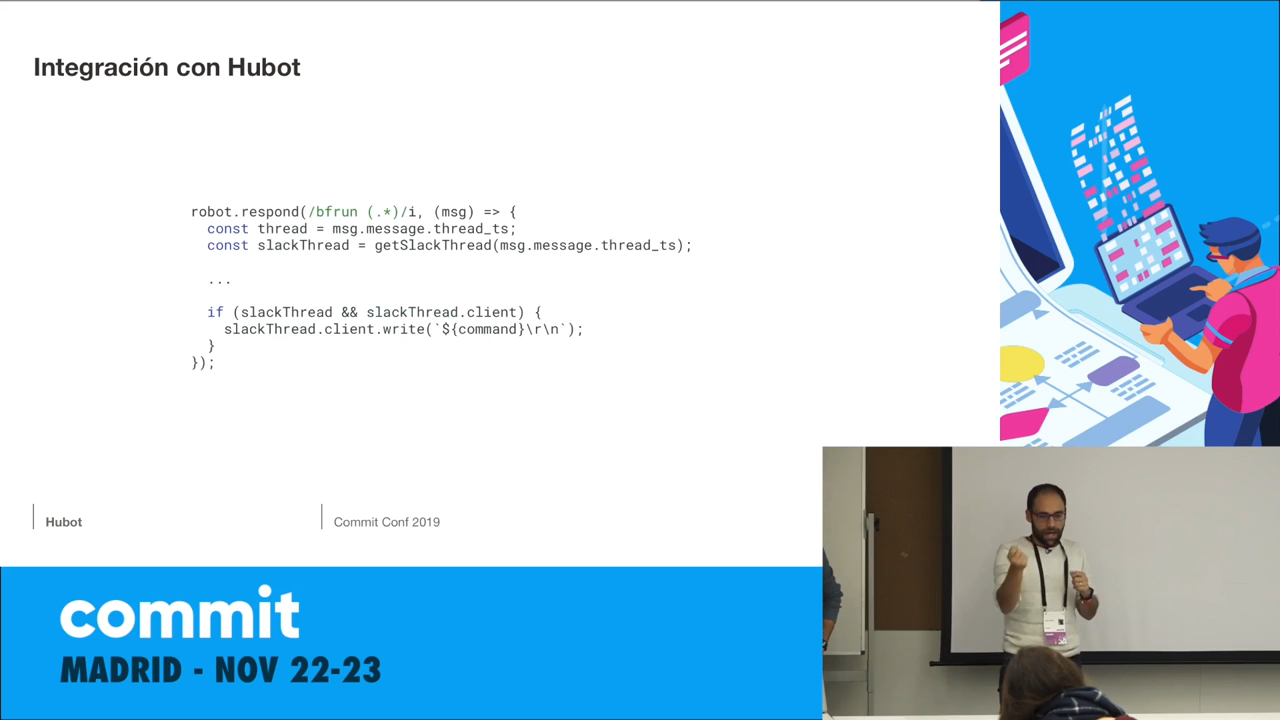 Integración con Hubot
robot.respond(/bfrun (.*)/i, (msg) => {
const thread = msg.message.thread_ts;
const slackThread = getSlackThread(msg.message.thread_ts);
...
if (slackThread && slackThread.client) {
slackThread.client.write(`${command}\r\n`);
}
});
Hubot
Commit Conf 2019
commit
MADRID - NOV 22-23